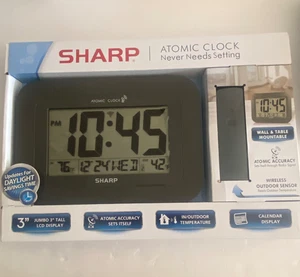 SHARP
ATOMIC CLOCK
Never Needs Setting
ATOMIC CLOCK
PM 10:45
76 12 24 WED 42
SHARP
Updates For
DAYLIGHT
SAVINGS TIME
10:45
WALL & TABLE
MOUNTABLE
ATOMIC ACCURACY
WIRELESS
OUTDOOR SENSOR
3" JUMBO 3" TALL
LCD DISPLAY
ATOMIC ACCURACY
SETS ITSELF
IN/OUTDOOR
TEMPERATURE
CALENDAR
DISPLAY